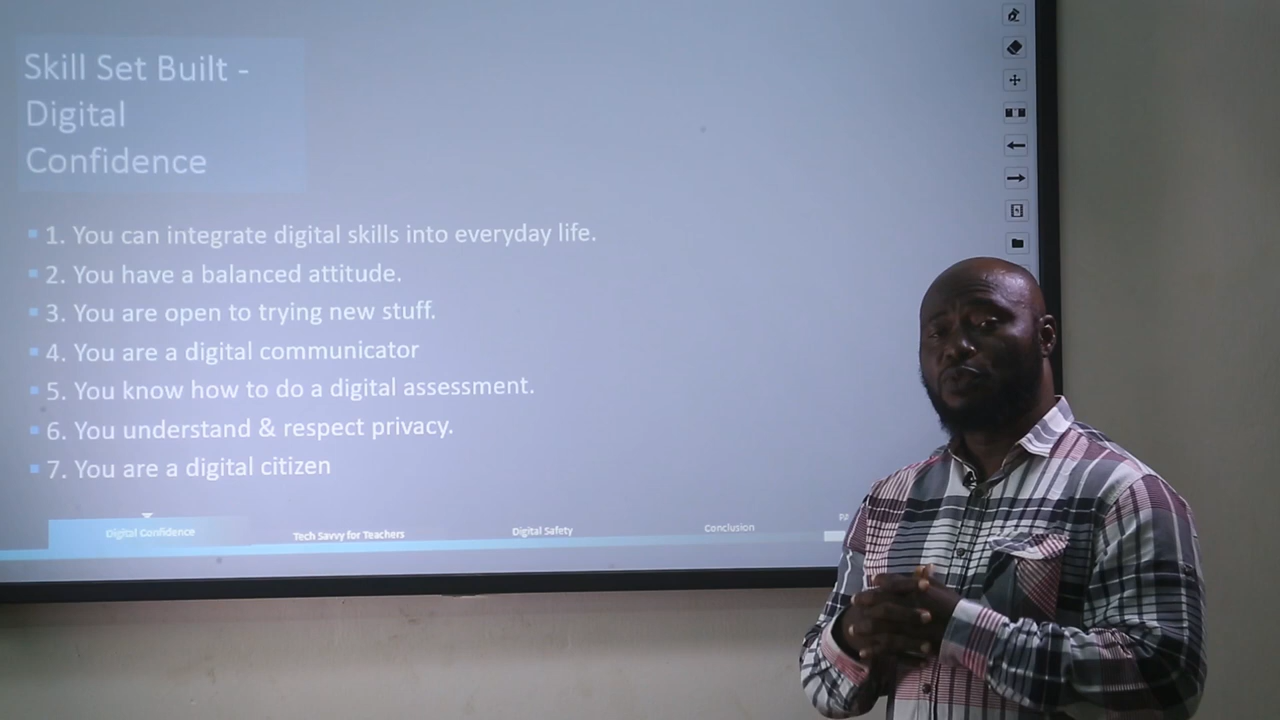 Skill Set Built -
Digital
Confidence
1. You can integrate digital skills into everyday life.
2. You have a balanced attitude.
3. You are open to trying new stuff.
4. You are a digital communicator
5. You know how to do a digital assessment.
6. You understand & respect privacy.
7. You are a digital citizen
Digital Confidence
Tech Savvy for Teachers
Digital Safety
Conclusion